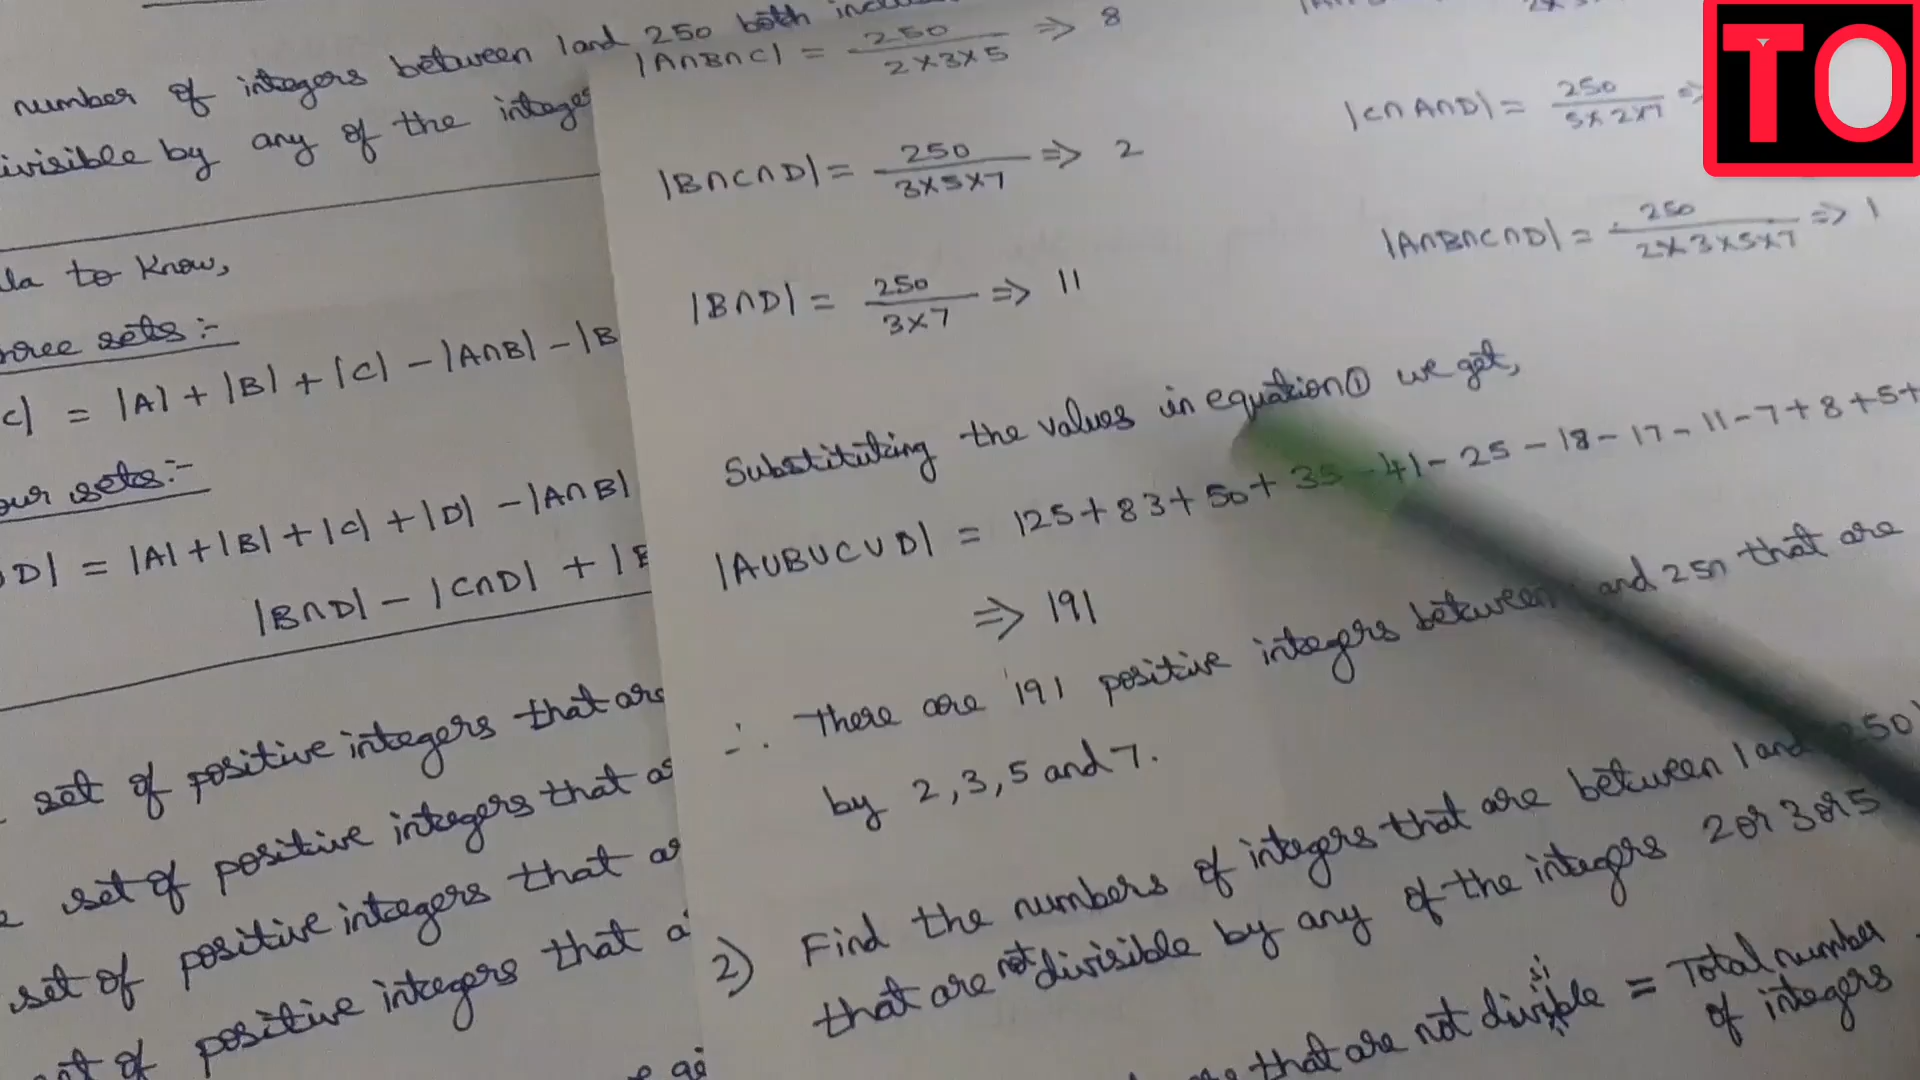 number of integers between 1 and 250 both
ivisible by any of the
la to know,
hree sets :-
C| = |A| + |B| + |C| - |A∩B| - |B
our sets:-
D| = |A| + |B| + |C| + |D| - |A∩B|
|B∩D| - |C∩D| + |B
set of positive integers that are
set of positive integers that
set of positive integers that
of positive integers that
|A∩B∩C| = 250 / 2×3×5 => 8
|B∩C∩D| = 250 / 3×5×7 => 2
|B∩D| = 250 / 3×7 => 11
|C∩A∩D| = 250 / 5×2×7 =>
|A∩B∩C∩D| = 250 / 2×3×5×7 => 1
Substituting the values in equation① we get,
|A∪B∪C∪D| = 125 + 83 + 50 + 35 - 41 - 25 - 18 - 17 - 11 - 7 + 8 + 5 +
=> 191
∴ There are 191 positive integers between and 250 that are
by 2, 3, 5 and 7.
2) Find the numbers of integers that are between 1 and 250
that are not divisible by any of the integers 2 or 3 or 5
that are not divisible = Total number
of integers
TO